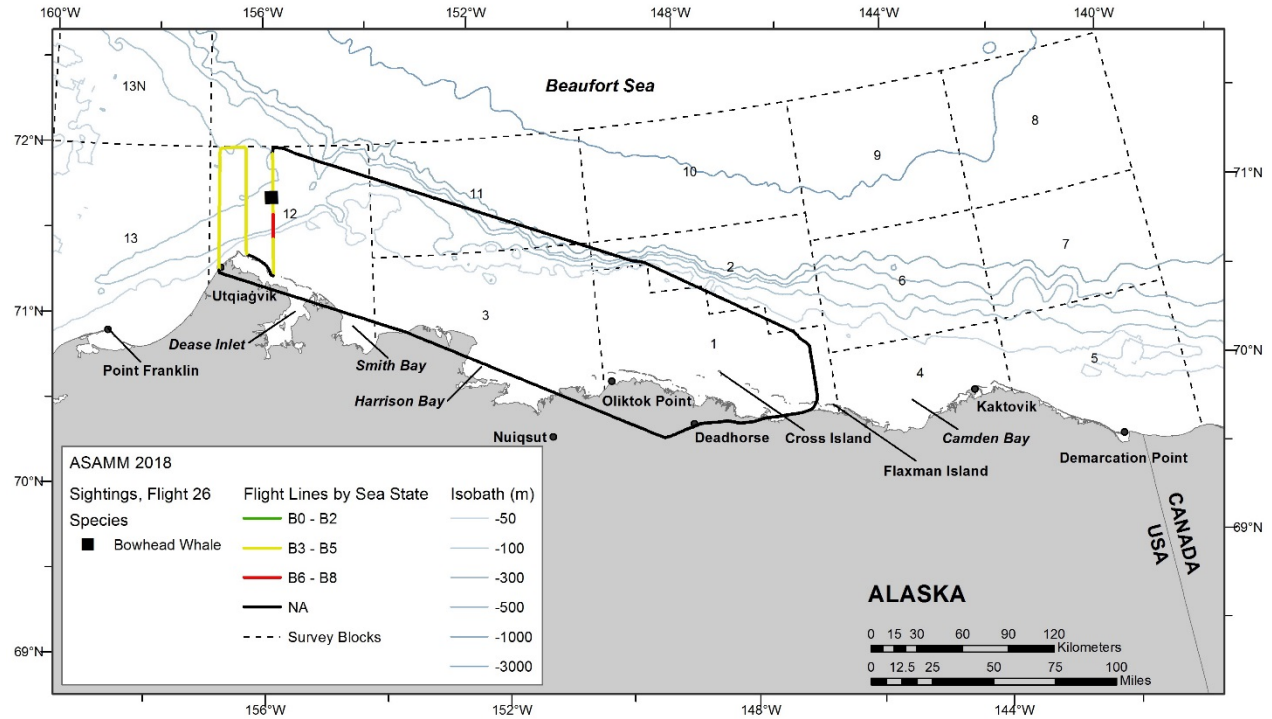 160°W 156°W 152°W 148°W 144°W 140°W
13N
Beaufort Sea
8
72°N
9
71°N
10
11
12
13
7
2
6
Utqiaġvik
71°N
3
Dease Inlet
1
70°N
Smith Bay
5
Point Franklin
4
Harrison Bay
Oliktok Point
Kaktovik
Nuiqsut
Deadhorse
Cross Island
Camden Bay
Flaxman Island
Demarcation Point
70°N
ASAMM 2018
Sightings, Flight 26
Species
Bowhead Whale
Flight Lines by Sea State
B0 - B2
B3 - B5
B6 - B8
NA
Survey Blocks
Isobath (m)
-50
-100
-300
-500
-1000
-3000
69°N
CANADA
USA
ALASKA
0 15 30 60 90 120
Kilometers
0 12.5 25 50 75 100
Miles
69°N
156°W 152°W 148°W 144°W